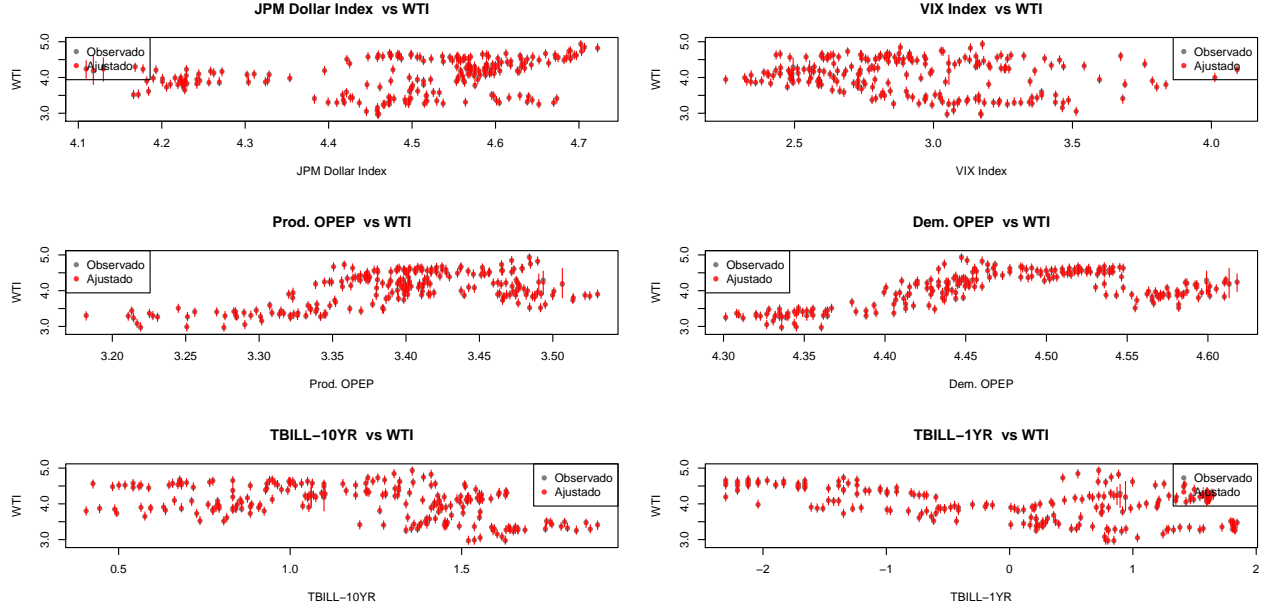 JPM Dollar Index vs WTI
WTI
3.0 4.0 5.0
Observado
Ajustado
4.1 4.2 4.3 4.4 4.5 4.6 4.7
JPM Dollar Index
VIX Index vs WTI
WTI
3.0 4.0 5.0
Observado
Ajustado
2.5 3.0 3.5 4.0
VIX Index
Prod. OPEP vs WTI
WTI
3.0 4.0 5.0
Observado
Ajustado
3.20 3.25 3.30 3.35 3.40 3.45 3.50
Prod. OPEP
Dem. OPEP vs WTI
WTI
3.0 4.0 5.0
Observado
Ajustado
4.30 4.35 4.40 4.45 4.50 4.55 4.60
Dem. OPEP
TBILL−10YR vs WTI
WTI
3.0 4.0 5.0
Observado
Ajustado
0.5 1.0 1.5
TBILL−10YR
TBILL−1YR vs WTI
WTI
3.0 4.0 5.0
Observado
Ajustado
−2 −1 0 1 2
TBILL−1YR